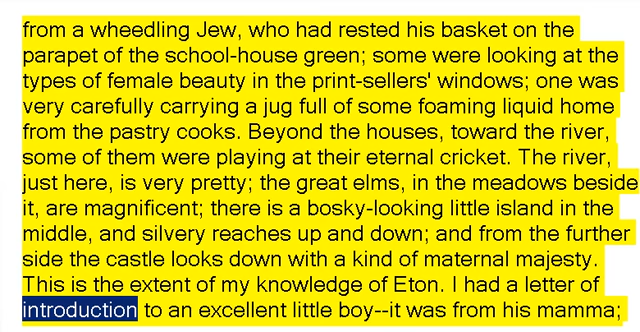 from a wheedling Jew, who had rested his basket on the
parapet of the school-house green; some were looking at the
types of female beauty in the print-sellers' windows; one was
very carefully carrying a jug full of some foaming liquid home
from the pastry cooks. Beyond the houses, toward the river,
some of them were playing at their eternal cricket. The river,
just here, is very pretty; the great elms, in the meadows beside
it, are magnificent; there is a bosky-looking little island in the
middle, and silvery reaches up and down; and from the further
side the castle looks down with a kind of maternal majesty.
This is the extent of my knowledge of Eton. I had a letter of
introduction to an excellent little boy--it was from his mamma;